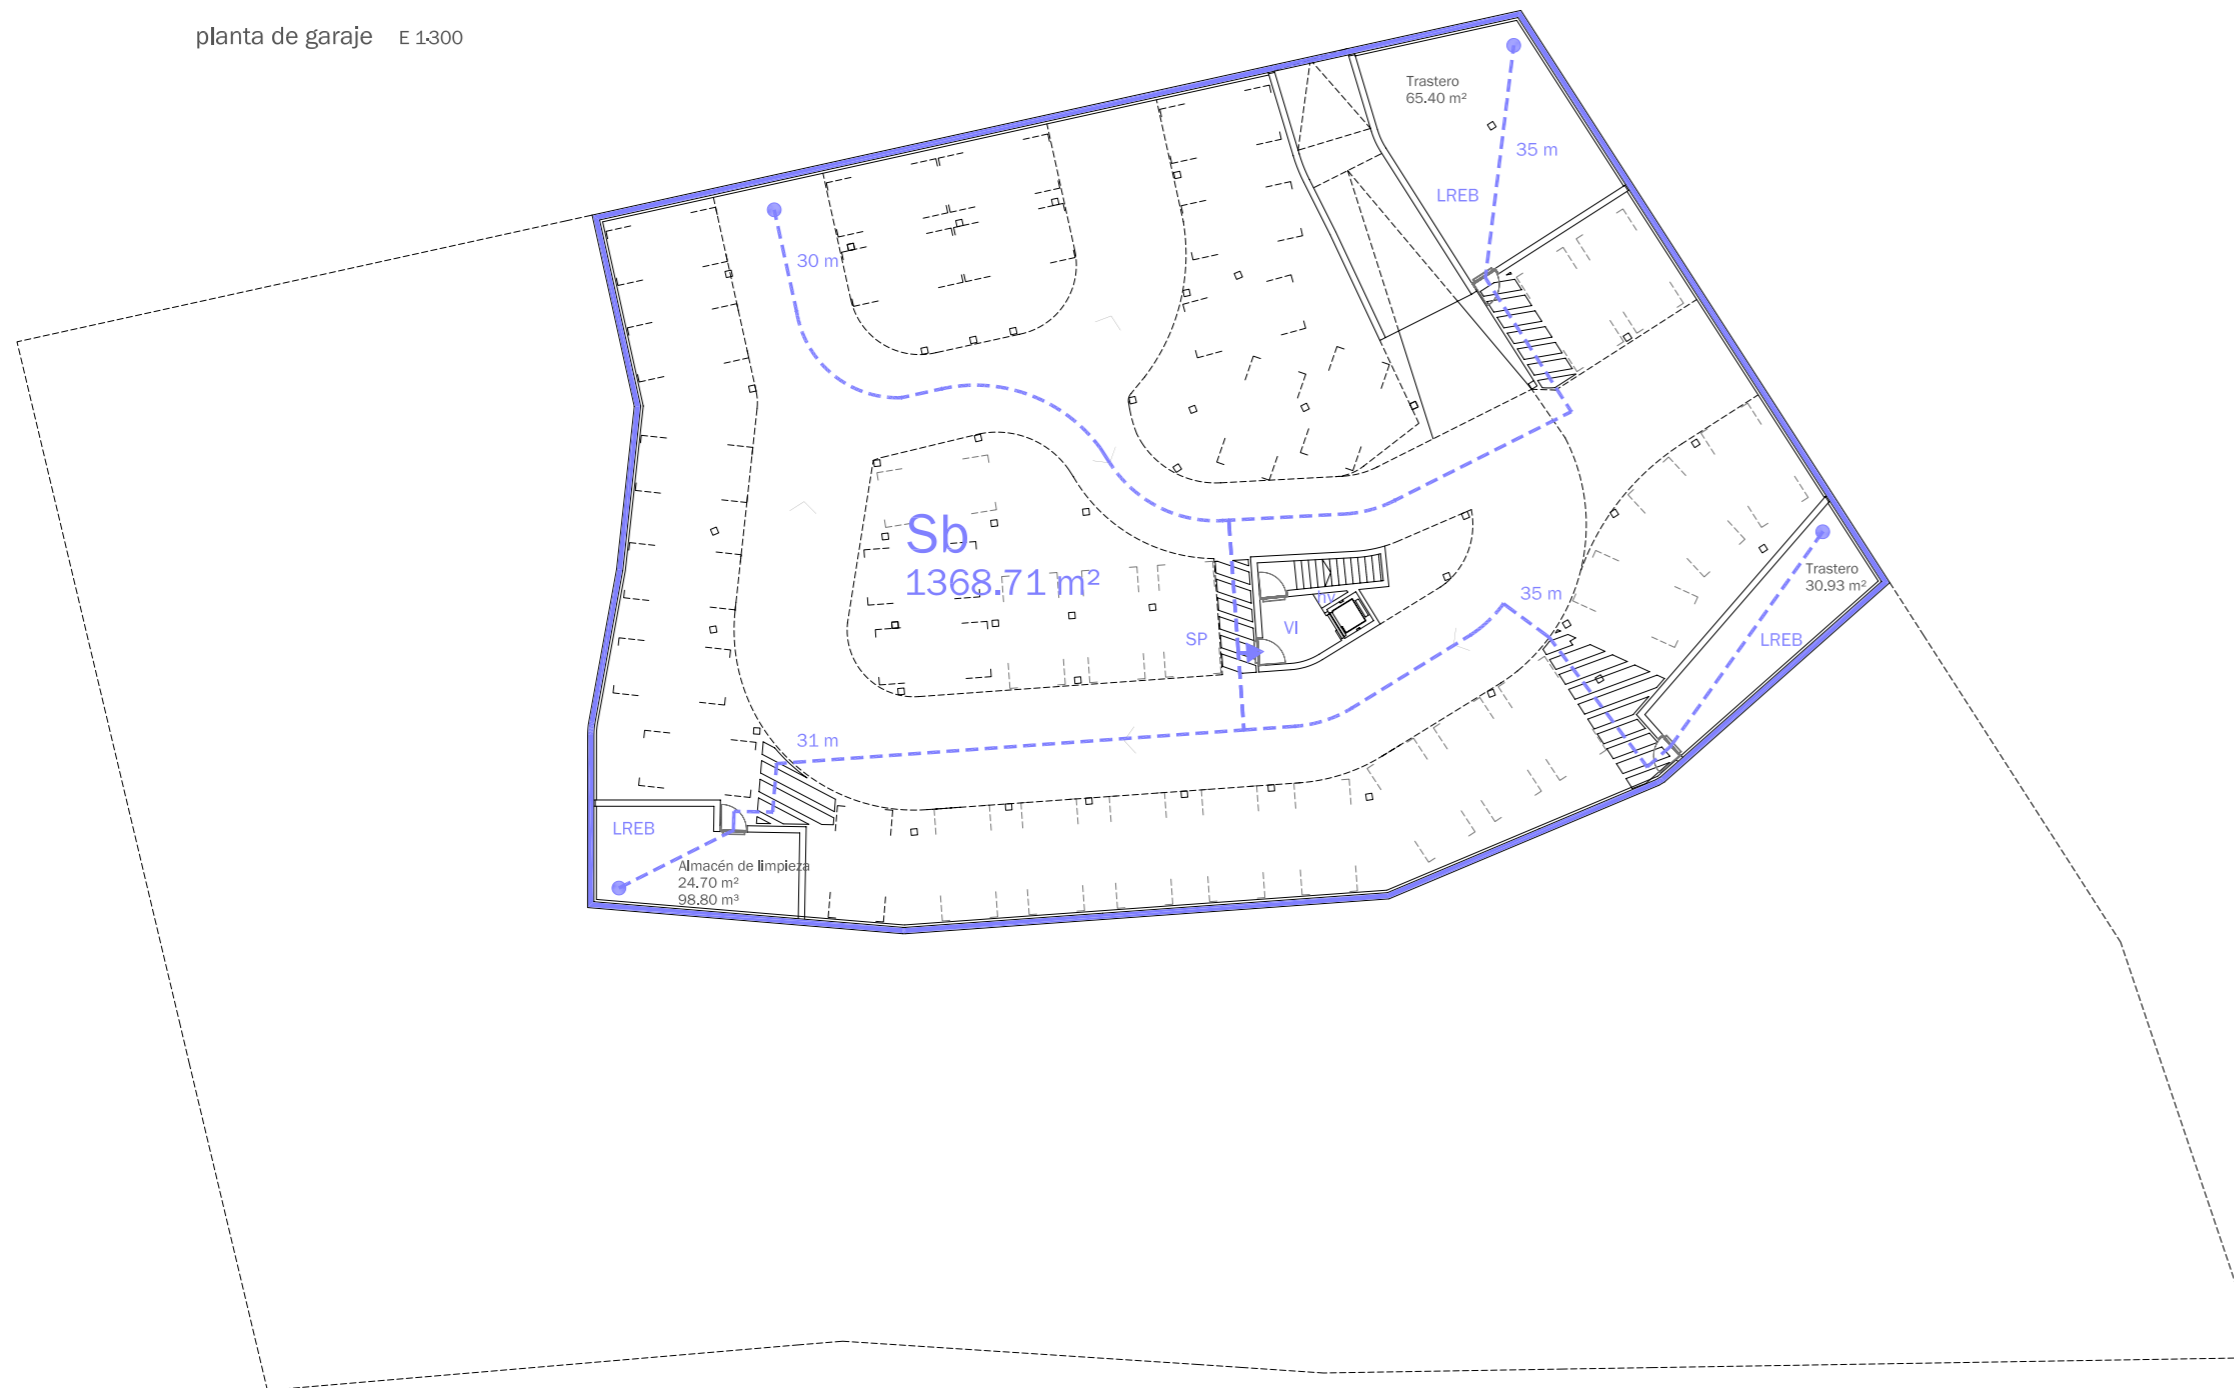 planta de garaje E 1:300
Trastero
65.40 m²
35 m
LREB
30 m
Sb
1368.71 m²
hv
VI
SP
35 m
Trastero
30.93 m²
LREB
31 m
LREB
Almacén de limpieza
24.70 m²
98.80 m³